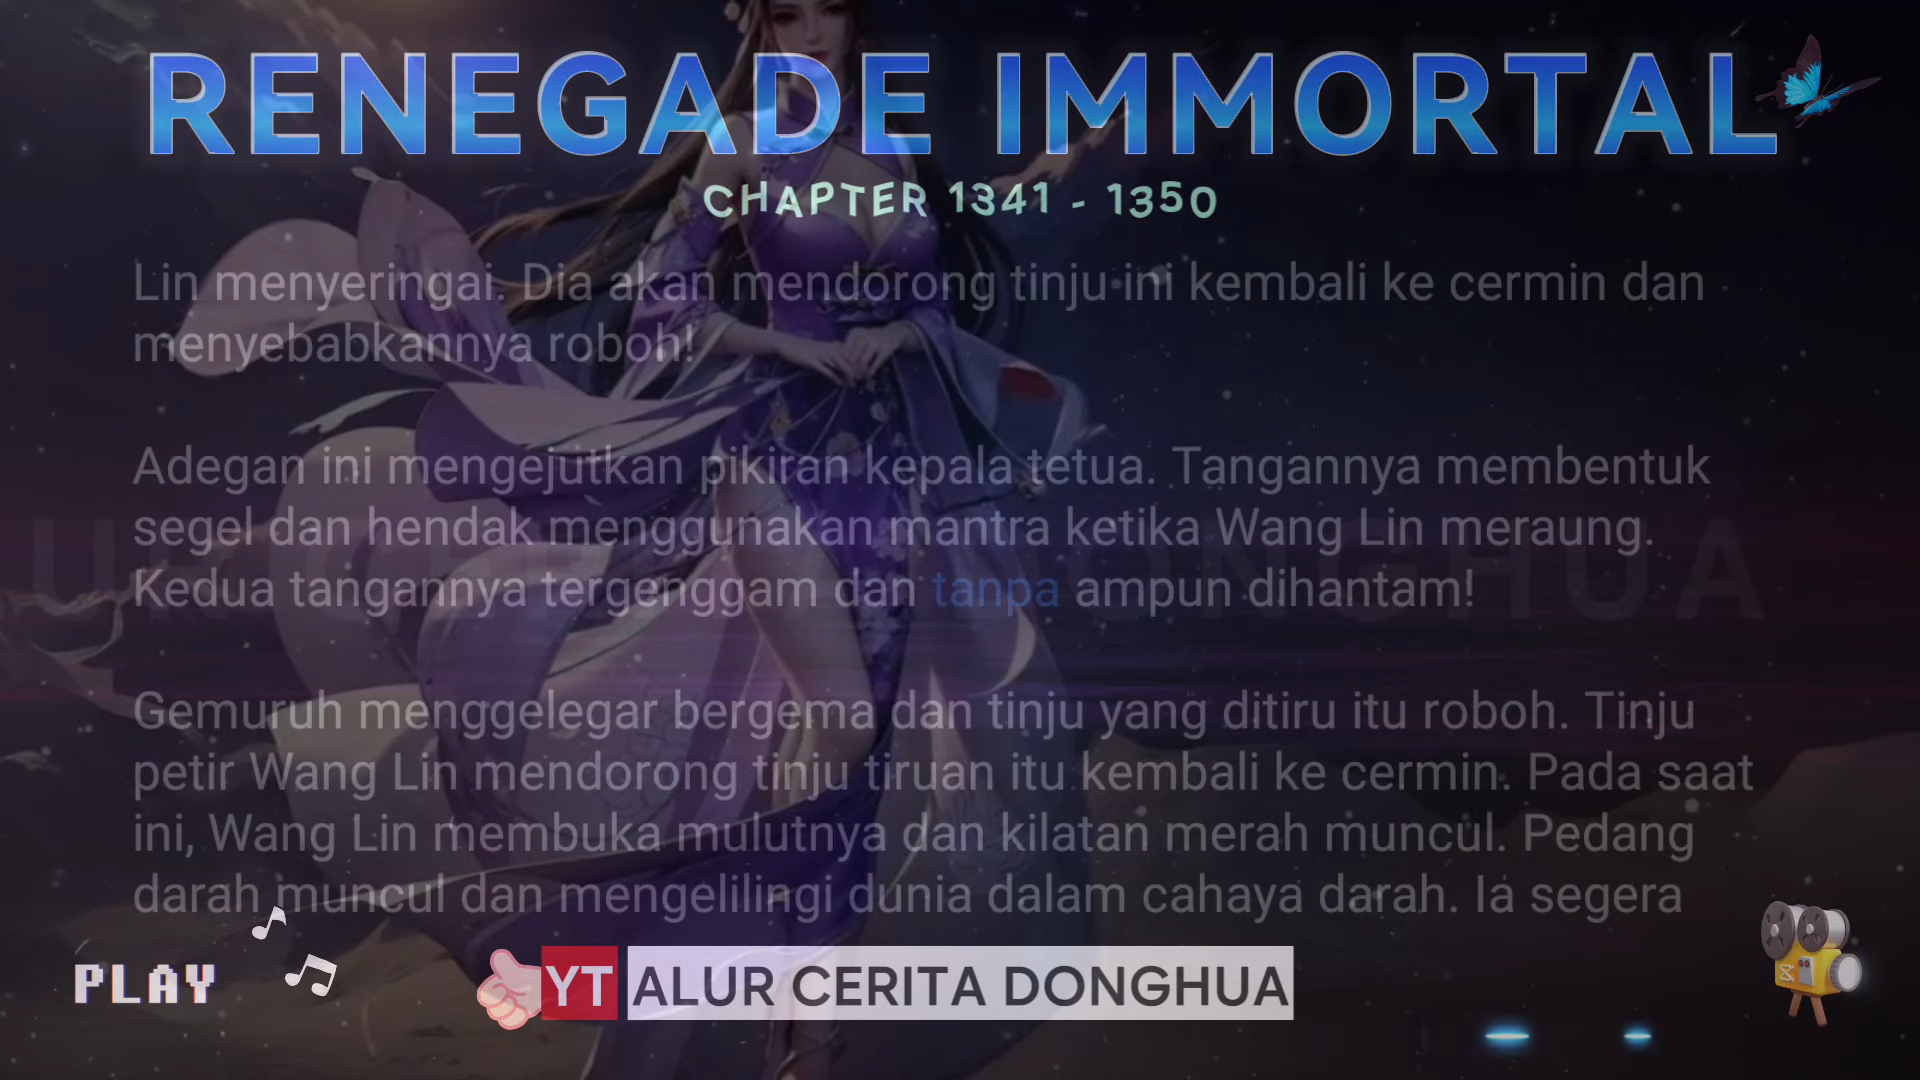 RENEGADE IMMORTAL
CHAPTER 1341 - 1350
Lin menyeringai. Dia akan mendorong tinju ini kembali ke cermin dan
menyebabkannya roboh!
Adegan ini mengejutkan pikiran kepala tetua. Tangannya membentuk
segel dan hendak menggunakan mantra ketika Wang Lin meraung.
Kedua tangannya tergenggam dan tanpa ampun dihantam!
Gemuruh menggelegar bergema dan tinju yang ditiru itu roboh. Tinju
petir Wang Lin mendorong tinju tiruan itu kembali ke cermin. Pada saat
ini, Wang Lin membuka mulutnya dan kilatan merah muncul. Pedang
darah muncul dan mengelilingi dunia dalam cahaya darah. Ia segera
PLAY
YT ALUR CERITA DONGHUA